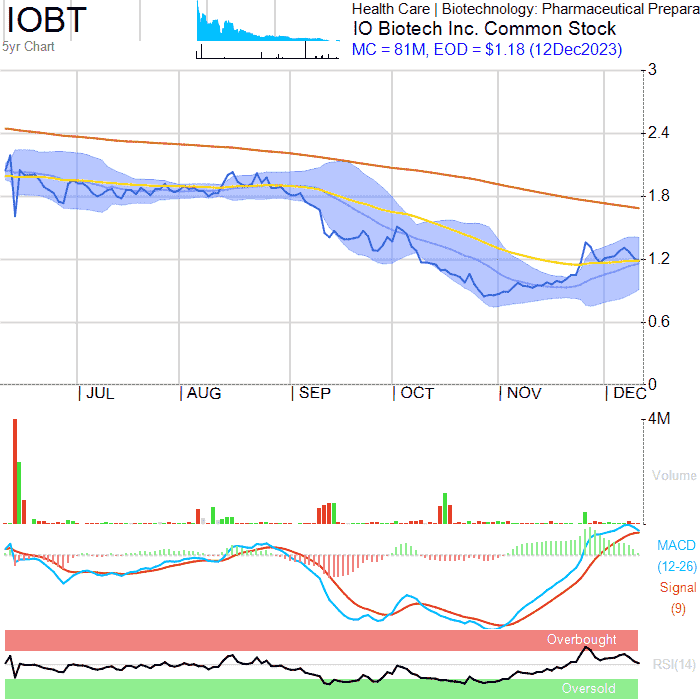 IOBT
5yr Chart
Health Care | Biotechnology: Pharmaceutical Prepara
IO Biotech Inc. Common Stock
MC = 81M, EOD = $1.18 (12Dec2023)
3
2.4
1.8
1.2
0.6
0
| JUL | AUG | SEP | OCT | NOV | DEC
4M
Volume
MACD
(12-26)
Signal
(9)
Overbought
RSI(14)
Oversold